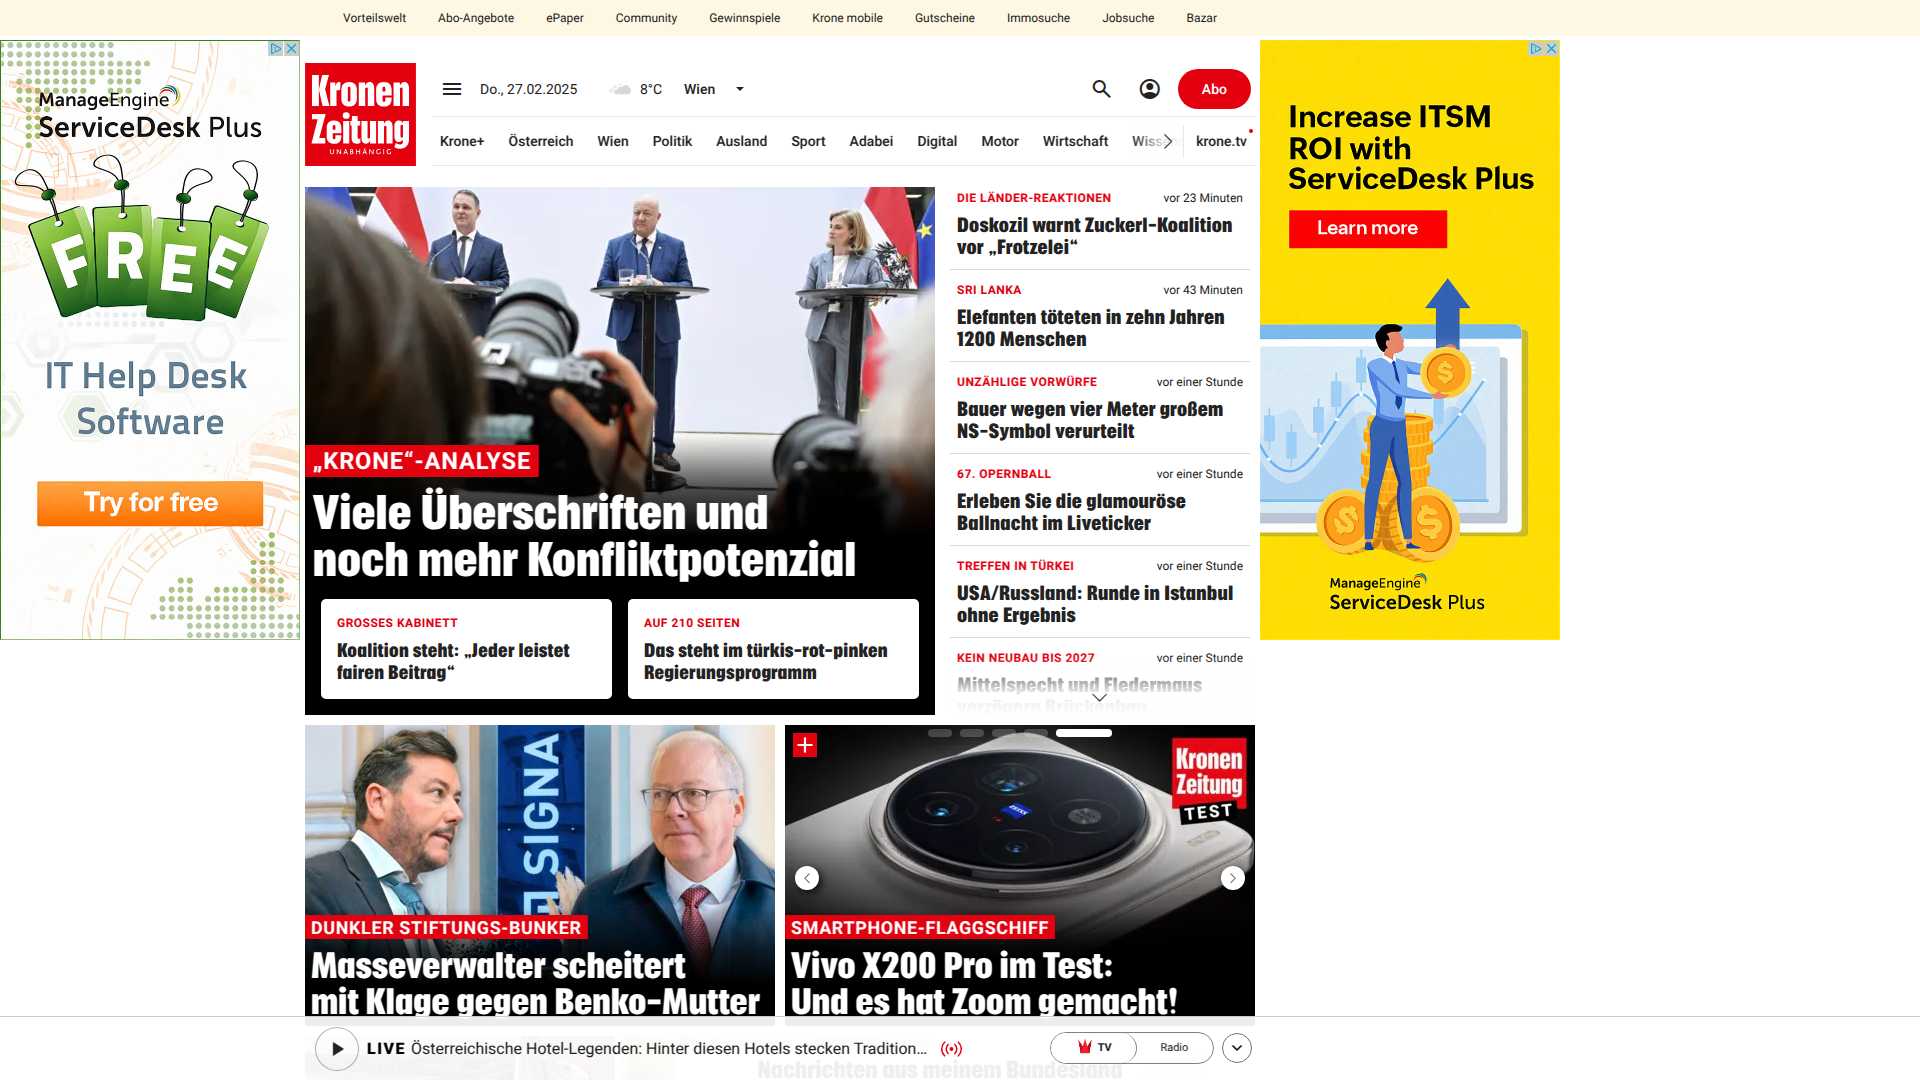 Vorteilswelt Abo-Angebote ePaper Community Gewinnspiele Krone mobile Gutscheine Immosuche Jobsuche Bazar
ManageEngine
ServiceDesk Plus
FREE
IT Help Desk
Software
Try for free
Kronen
Zeitung
UNABHÄNGIG
Do., 27.02.2025 8°C Wien
Abo
Krone+ Österreich Wien Politik Ausland Sport Adabei Digital Motor Wirtschaft krone.tv
„KRONE“-ANALYSE
Viele Überschriften und
noch mehr Konfliktpotenzial
GROSSES KABINETT
Koalition steht: „Jeder leistet
fairen Beitrag“
AUF 210 SEITEN
Das steht im türkis-rot-pinken
Regierungsprogramm
DIE LÄNDER-REAKTIONEN vor 23 Minuten
Doskozil warnt Zuckerl-Koalition
vor „Frotzelei“
SRI LANKA vor 43 Minuten
Elefanten töteten in zehn Jahren
1200 Menschen
UNZÄHLIGE VORWÜRFE vor einer Stunde
Bauer wegen vier Meter großem
NS-Symbol verurteilt
67. OPERNBALL vor einer Stunde
Erleben Sie die glamouröse
Ballnacht im Liveticker
TREFFEN IN TÜRKEI vor einer Stunde
USA/Russland: Runde in Istanbul
ohne Ergebnis
KEIN NEUBAU BIS 2027 vor einer Stunde
Mittelspecht und Fledermaus
verzögern Brückenbau
Increase ITSM
ROI with
ServiceDesk Plus
Learn more
ManageEngine
ServiceDesk Plus
SIGNA
DUNKLER STIFTUNGS-BUNKER
Masseverwalter scheitert
mit Klage gegen Benko-Mutter
Kronen
Zeitung
TEST
ZEISS
SMARTPHONE-FLAGGSCHIFF
Vivo X200 Pro im Test:
Und es hat Zoom gemacht!
LIVE Österreichische Hotel-Legenden: Hinter diesen Hotels stecken Tradition...
TV Radio
Nachrichten aus meinem Bundesland